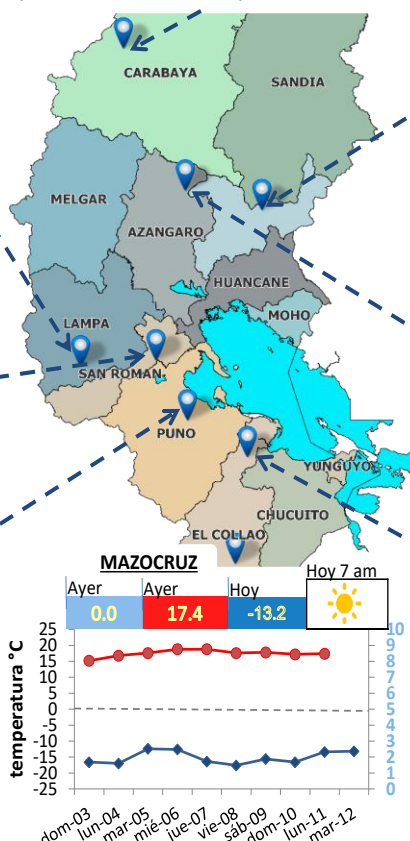 CARABAYA
SANDIA
MELGAR
AZANGARO
HUANCANE
MOHO
LAMPA
SAN ROMAN
PUNO
YUNGUYO
CHUCUITO
EL COLLAO
MAZOCRUZ
Hoy 7 am
Ayer Ayer Hoy
0.0 17.4 -13.2
temperatura °C
25
20
15
10
5
0
-5
-10
-15
-20
-25
10
9
8
7
6
5
4
3
2
1
0
dom-03 lun-04 mar-05 mié-06 jue-07 vie-08 sáb-09 dom-10 lun-11 mar-12